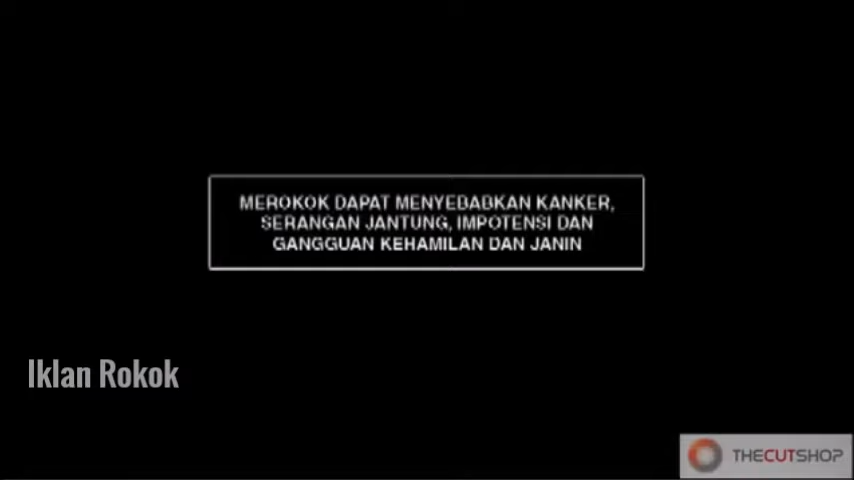 MEROKOK DAPAT MENYEBABKAN KANKER,
SERANGAN JANTUNG, IMPOTENSI DAN
GANGGUAN KEHAMILAN DAN JANIN
Iklan Rokok
THECUTSHOP